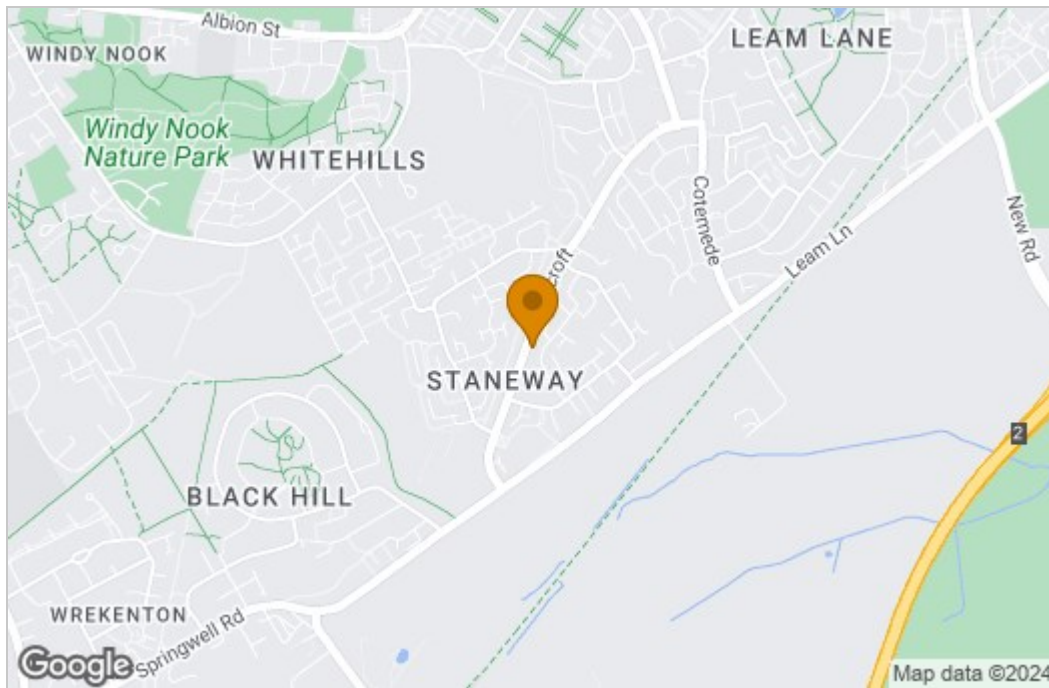 Albion St
LEAM LANE
WINDY NOOK
Windy Nook
Nature Park
WHITEHILLS
Cotemede
New Rd
Leam Ln
croft
STANEWAY
2
BLACK HILL
WREKENTON
Springwell Rd
Google
Map data ©2024